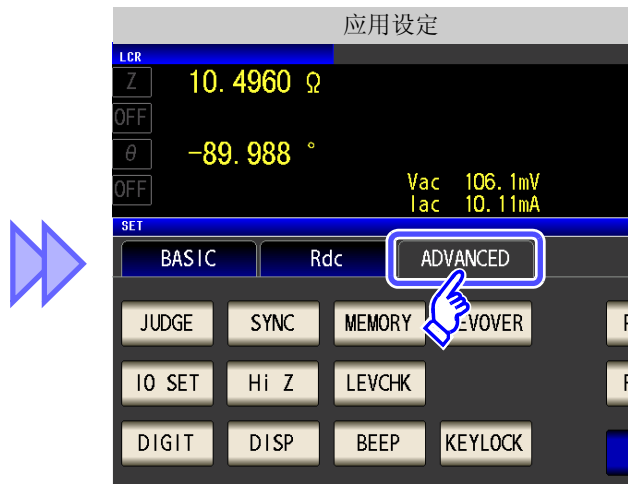 应用设定
LCR
Z 10.4960 Ω
OFF
θ -89.988 °
OFF
Vac 106.1mV
Iac 10.11mA
SET
BASIC Rdc ADVANCED
JUDGE SYNC MEMORY EVOVER
IO SET Hi Z LEVCHK
DIGIT DISP BEEP KEYLOCK